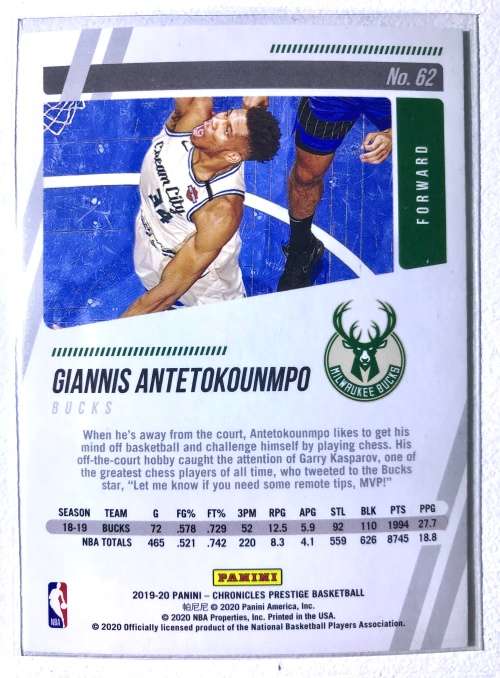 No. 62
FORWARD
Cream City
34
GIANNIS ANTETOKOUNMPO
BUCKS
MILWAUKEE BUCKS
When he's away from the court, Antetokounmpo likes to get his
mind off basketball and challenge himself by playing chess. His
off-the-court hobby caught the attention of Garry Kasparov, one of
the greatest chess players of all time, who tweeted to the Bucks
star, “Let me know if you need some remote tips, MVP!”
SEASON TEAM G FG% FT% 3PM RPG APG STL BLK PTS PPG
18-19 BUCKS 72 .578 .729 52 12.5 5.9 92 110 1994 27.7
NBA TOTALS 465 .521 .742 220 8.3 4.1 559 626 8745 18.8
PANINI
NBA
2019-20 PANINI – CHRONICLES PRESTIGE BASKETBALL
帕尼尼 © 2020 Panini America, Inc.
© 2020 NBA Properties, Inc. Printed in the USA.
© 2020 Officially licensed product of the National Basketball Players Association.